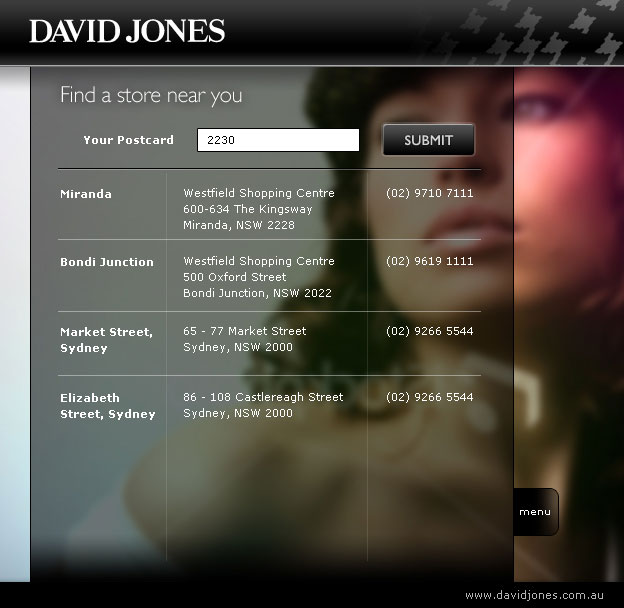 DAVID JONES
Find a store near you
Your Postcard 2230 SUBMIT
Miranda
Westfield Shopping Centre
600-634 The Kingsway
Miranda, NSW 2228
(02) 9710 7111
Bondi Junction
Westfield Shopping Centre
500 Oxford Street
Bondi Junction, NSW 2022
(02) 9619 1111
Market Street,
Sydney
65 - 77 Market Street
Sydney, NSW 2000
(02) 9266 5544
Elizabeth
Street, Sydney
86 - 108 Castlereagh Street
Sydney, NSW 2000
(02) 9266 5544
menu
www.davidjones.com.au